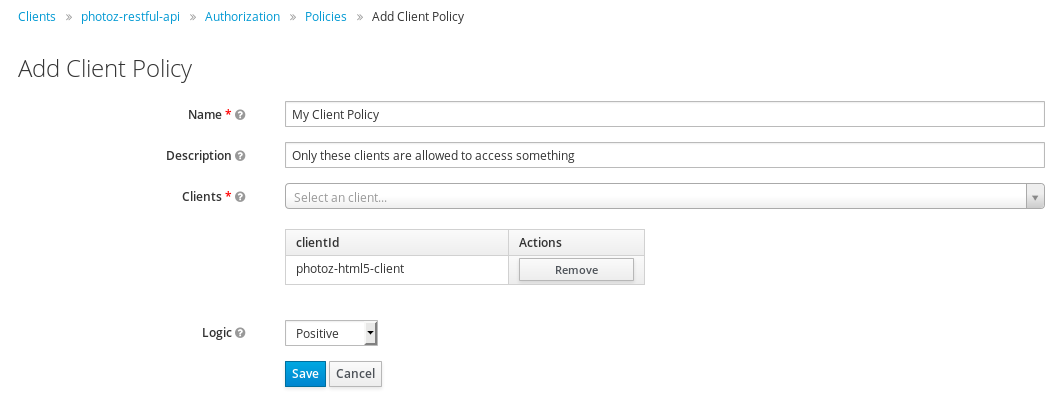 Clients » photoz-restful-api » Authorization » Policies » Add Client Policy
Add Client Policy
Name * My Client Policy
Description Only these clients are allowed to access something
Clients * Select an client...
clientId Actions
photoz-html5-client Remove
Logic Positive
Save Cancel